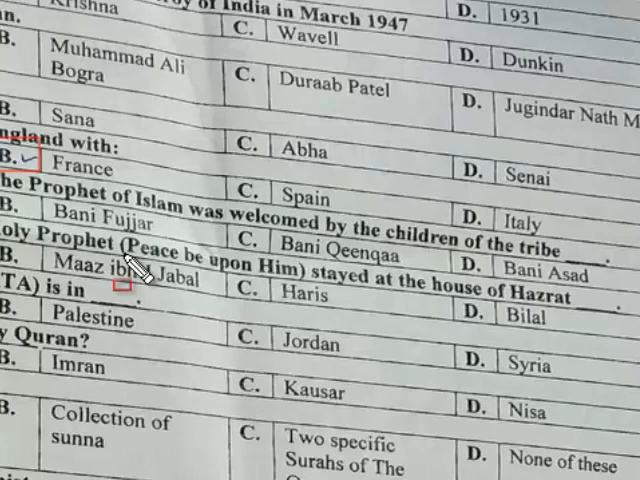 Krishna D. 1931
an. of India in March 1947
B. Muhammad Ali Bogra C. Wavell D. Dunkin
C. Duraab Patel D. Jugindar Nath M
B. Sana C. Abha D. Senai
ngland with:
B. France C. Spain D. Italy
he Prophet of Islam was welcomed by the children of the tribe ____.
B. Bani Fujjar C. Bani Qeenqaa D. Bani Asad
oly Prophet (Peace be upon Him) stayed at the house of Hazrat ____.
B. Maaz ibn Jabal C. Haris D. Bilal
TA) is in ____.
B. Palestine C. Jordan D. Syria
y Quran?
B. Imran C. Kausar D. Nisa
B. Collection of sunna C. Two specific Surahs of The D. None of these